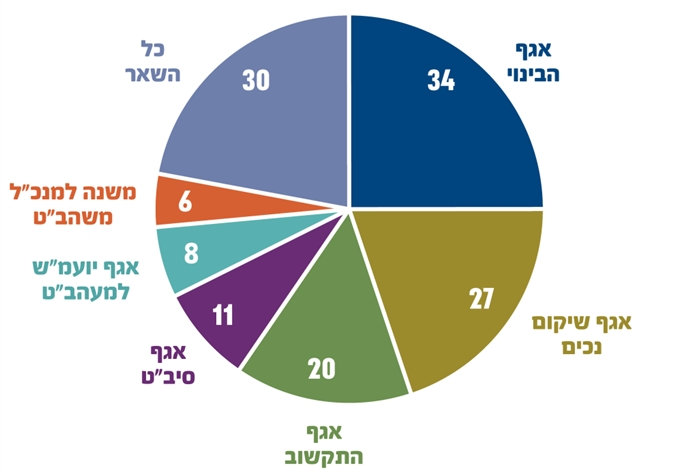 אגף
הבינוי
34
אגף שיקום
נכים
27
אגף
התקשוב
20
אגף
סיב"ט
11
אגף יועמ"ש
למעהב"ט
8
משנה למנכ"ל
משהב"ט
6
כל
השאר
30